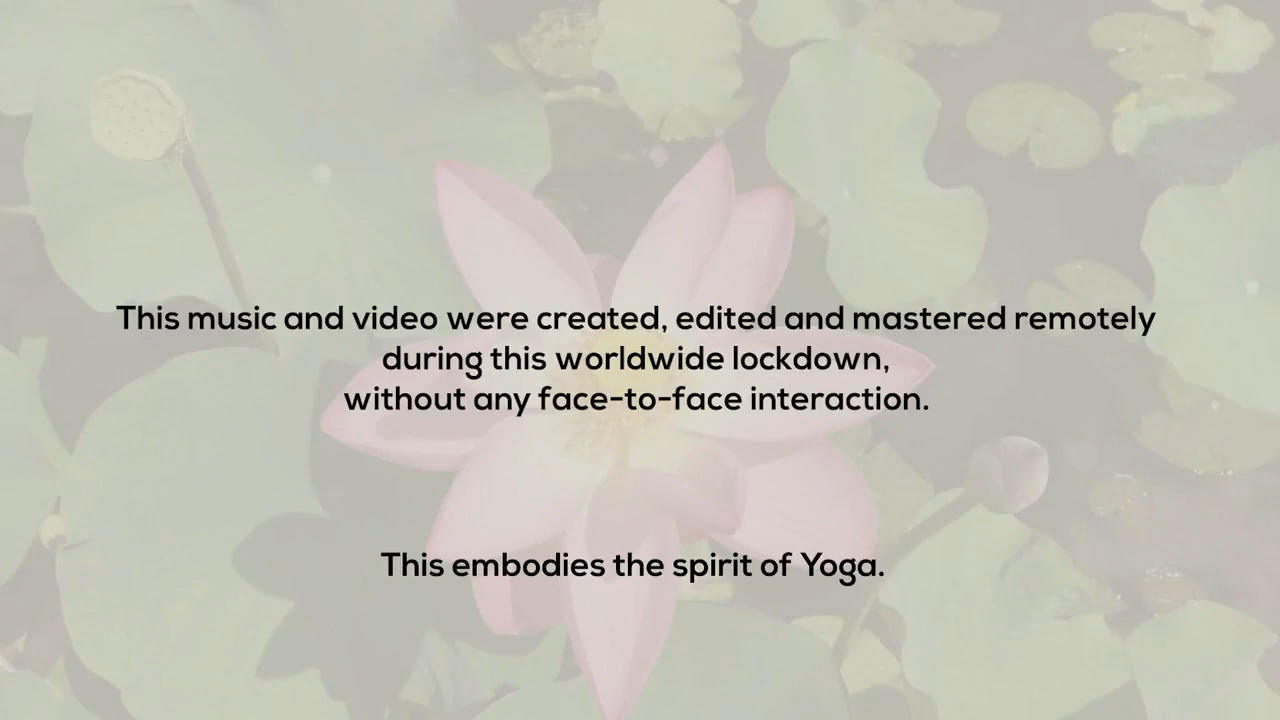 This music and video were created, edited and mastered remotely
during this worldwide lockdown,
without any face-to-face interaction.
This embodies the spirit of Yoga.